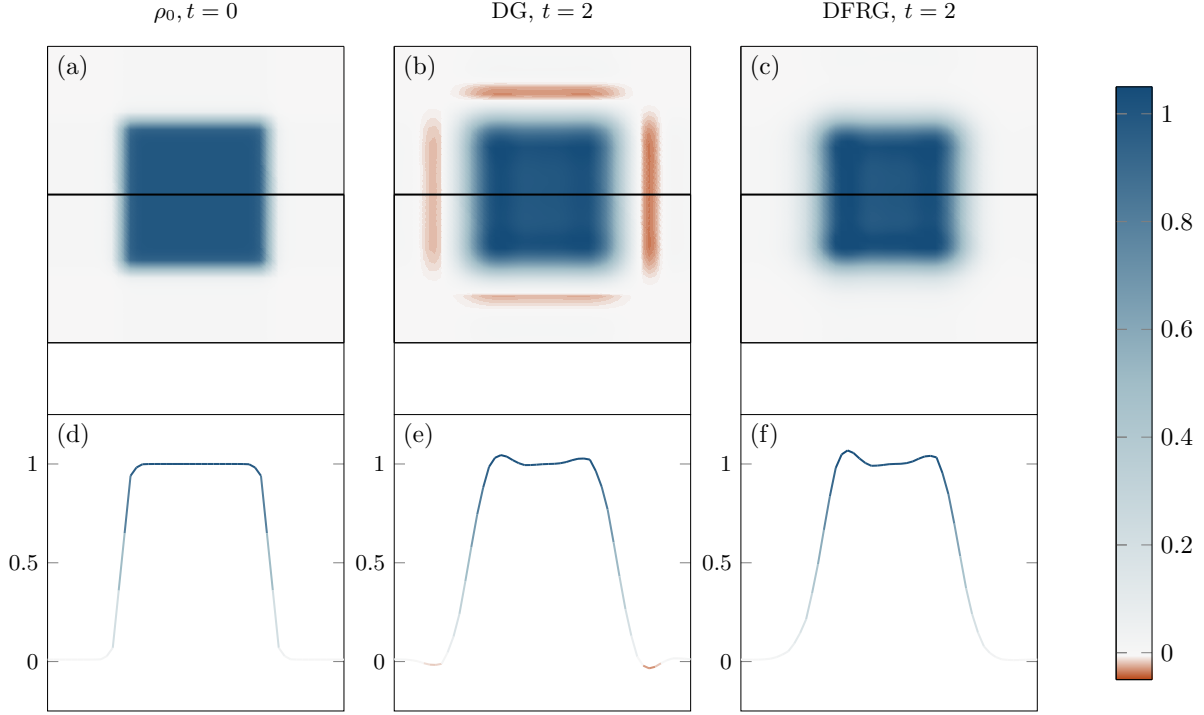 ρ₀, t = 0
DG, t = 2
DFRG, t = 2
(a)
(b)
(c)
(d)
(e)
(f)
1
0.5
0
1
0.5
0
1
0.5
0
1
0.8
0.6
0.4
0.2
0